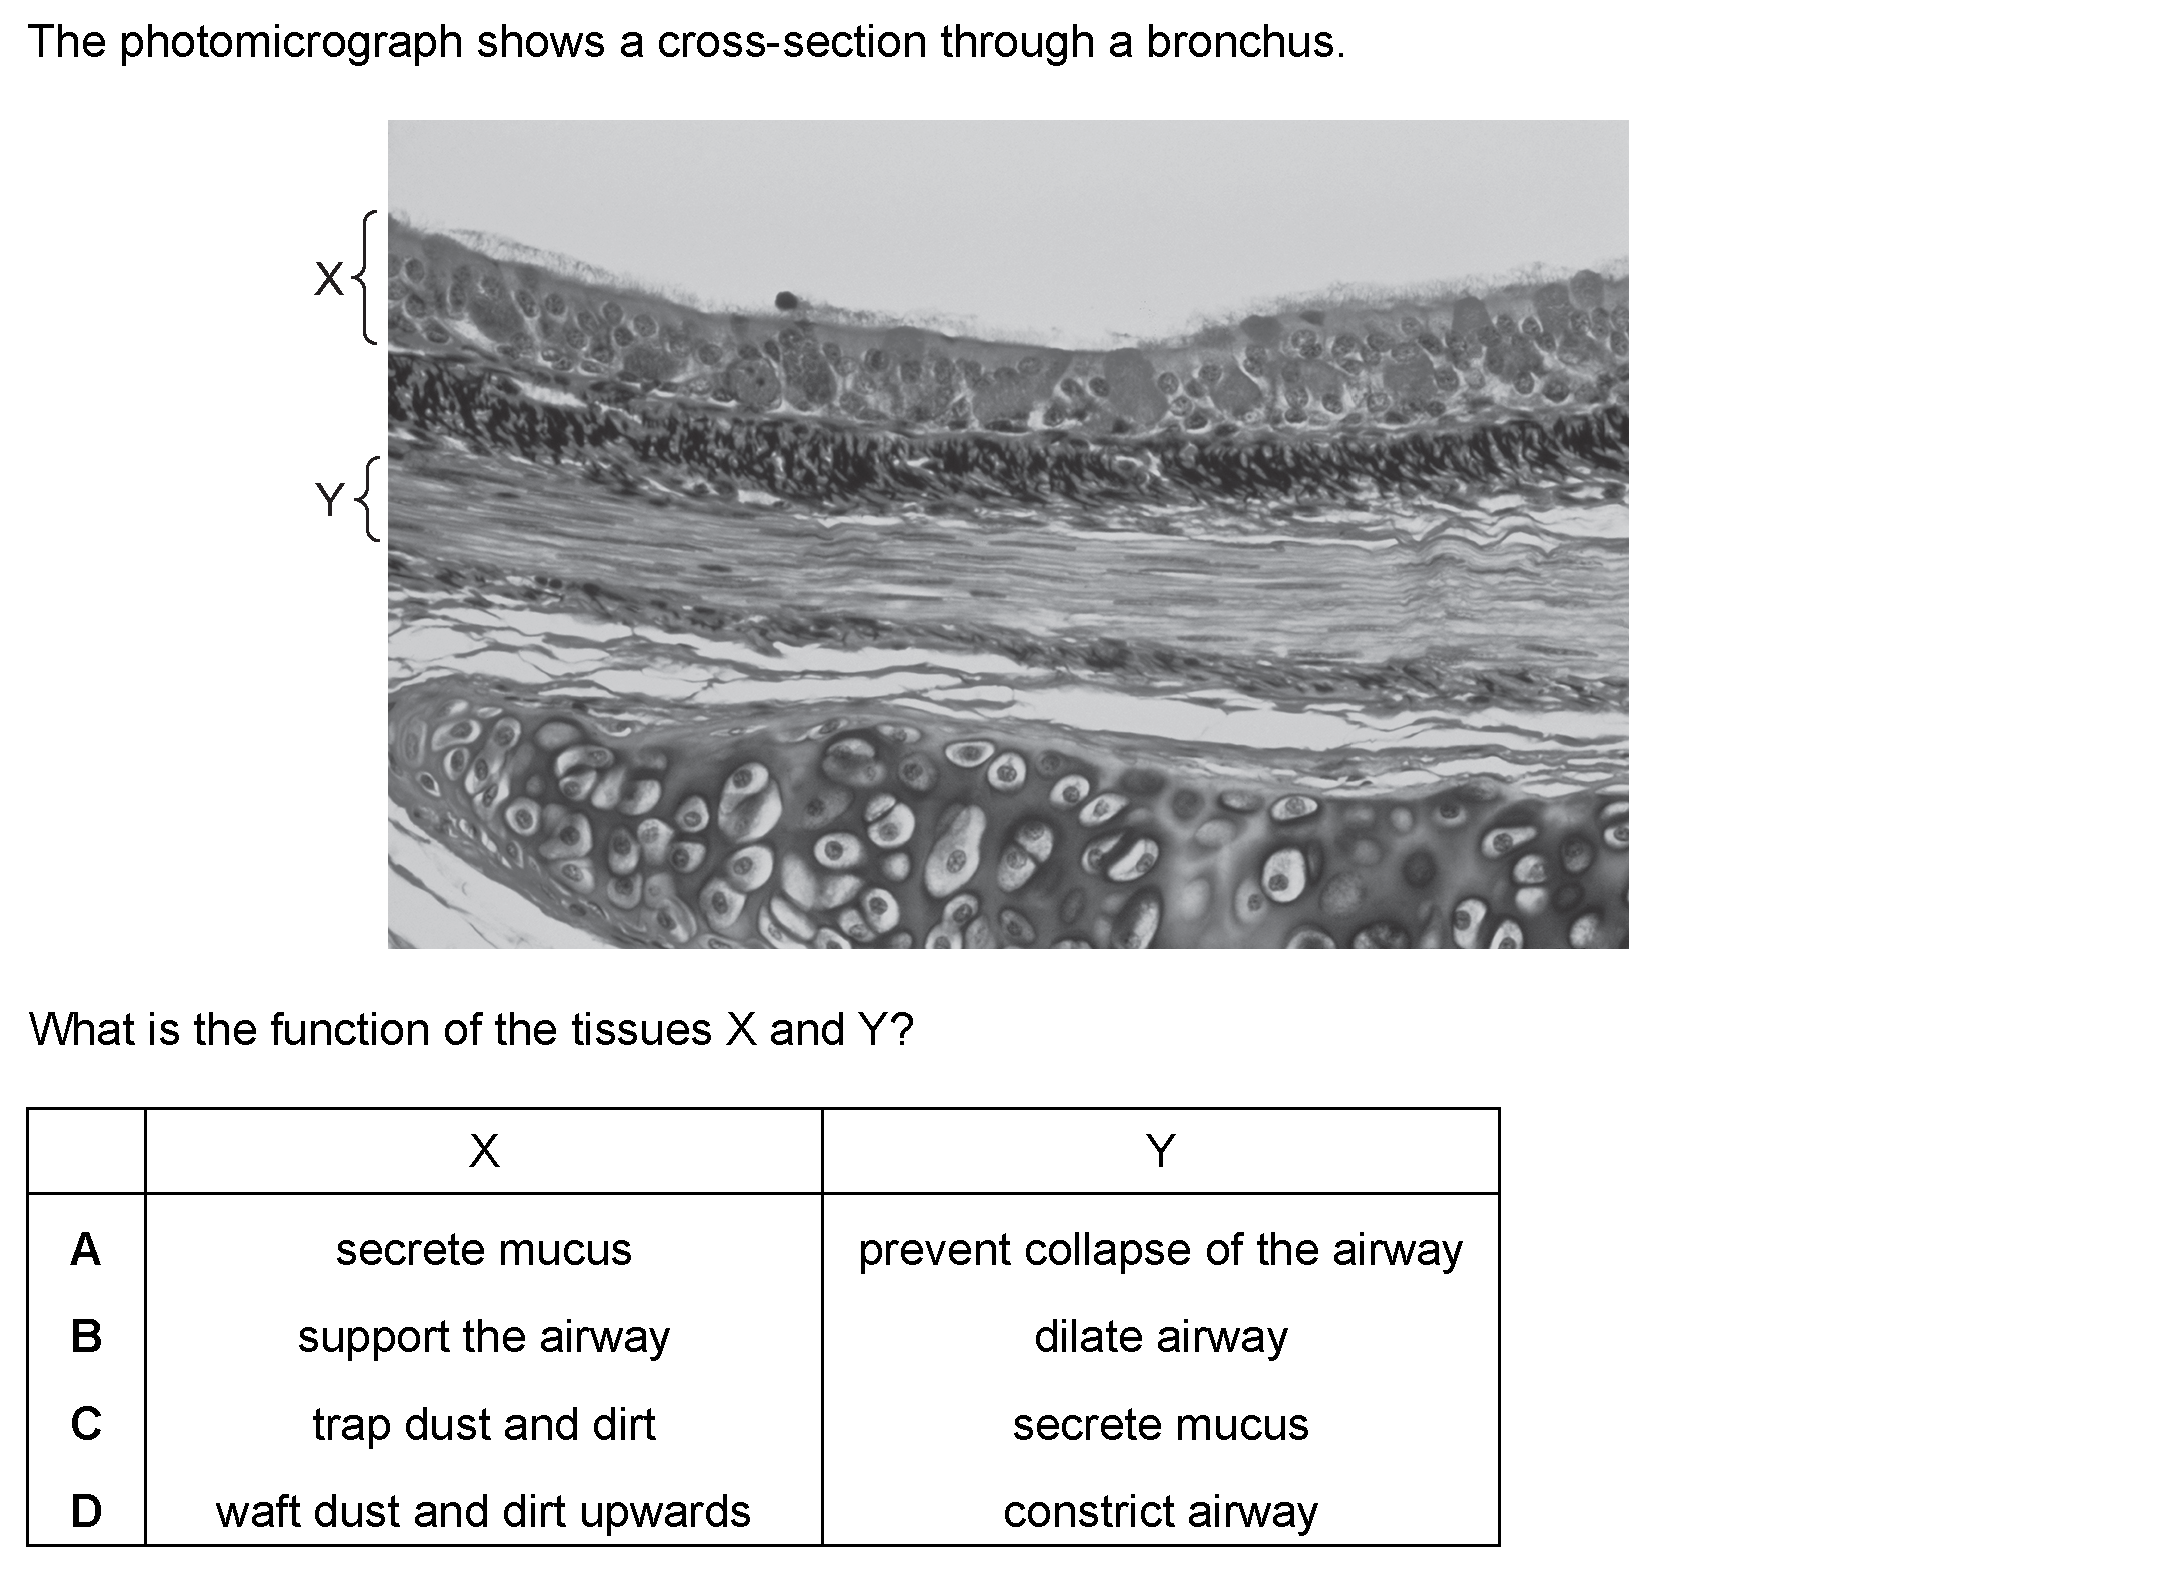 The photomicrograph shows a cross-section through a bronchus.
X
Y
What is the function of the tissues X and Y?
X Y
A secrete mucus prevent collapse of the airway
B support the airway dilate airway
C trap dust and dirt secrete mucus
D waft dust and dirt upwards constrict airway